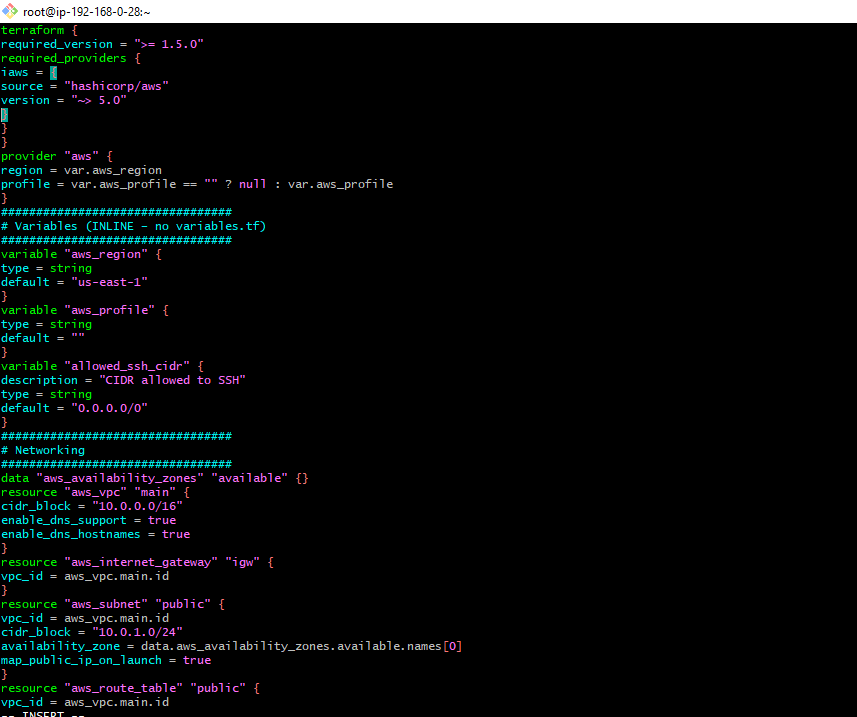 root@ip-192-168-0-28:~
terraform {
required_version = ">= 1.5.0"
required_providers {
iaws = {
source = "hashicorp/aws"
version = "~> 5.0"
}
}
}
provider "aws" {
region = var.aws_region
profile = var.aws_profile == "" ? null : var.aws_profile
}
#################################
# Variables (INLINE - no variables.tf)
#################################
variable "aws_region" {
type = string
default = "us-east-1"
}
variable "aws_profile" {
type = string
default = ""
}
variable "allowed_ssh_cidr" {
description = "CIDR allowed to SSH"
type = string
default = "0.0.0.0/0"
}
#################################
# Networking
#################################
data "aws_availability_zones" "available" {}
resource "aws_vpc" "main" {
cidr_block = "10.0.0.0/16"
enable_dns_support = true
enable_dns_hostnames = true
}
resource "aws_internet_gateway" "igw" {
vpc_id = aws_vpc.main.id
}
resource "aws_subnet" "public" {
vpc_id = aws_vpc.main.id
cidr_block = "10.0.1.0/24"
availability_zone = data.aws_availability_zones.available.names[0]
map_public_ip_on_launch = true
}
resource "aws_route_table" "public" {
vpc_id = aws_vpc.main.id
-- INSERT --